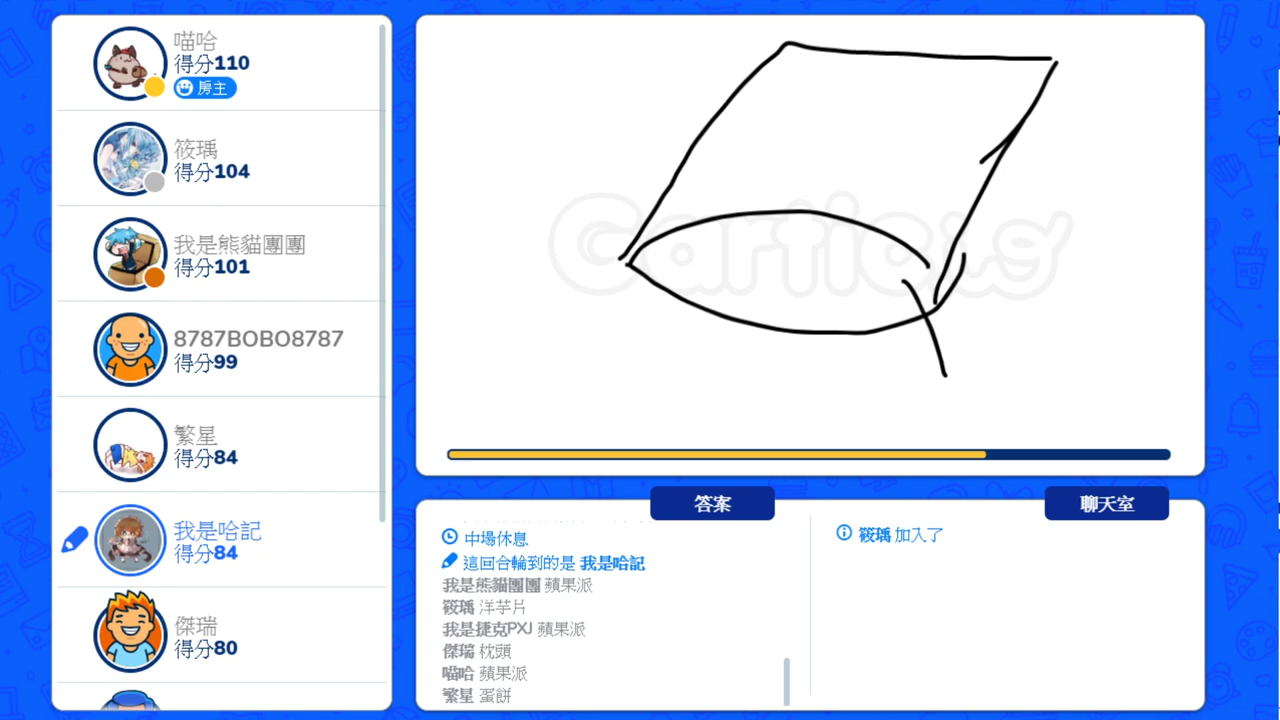 喵哈
得分110
房主
筱瑀
得分104
我是熊貓團團
得分101
8787BOBO8787
得分99
繁星
得分84
我是哈記
得分84
傑瑞
得分80
Gartic.ig
答案
中場休息
這回合輪到的是 我是哈記
我是熊貓團團 蘋果派
筱瑀 洋芋片
我是捷克PXJ 蘋果派
傑瑞 枕頭
喵哈 蘋果派
繁星 蛋餅
聊天室
筱瑀 加入了